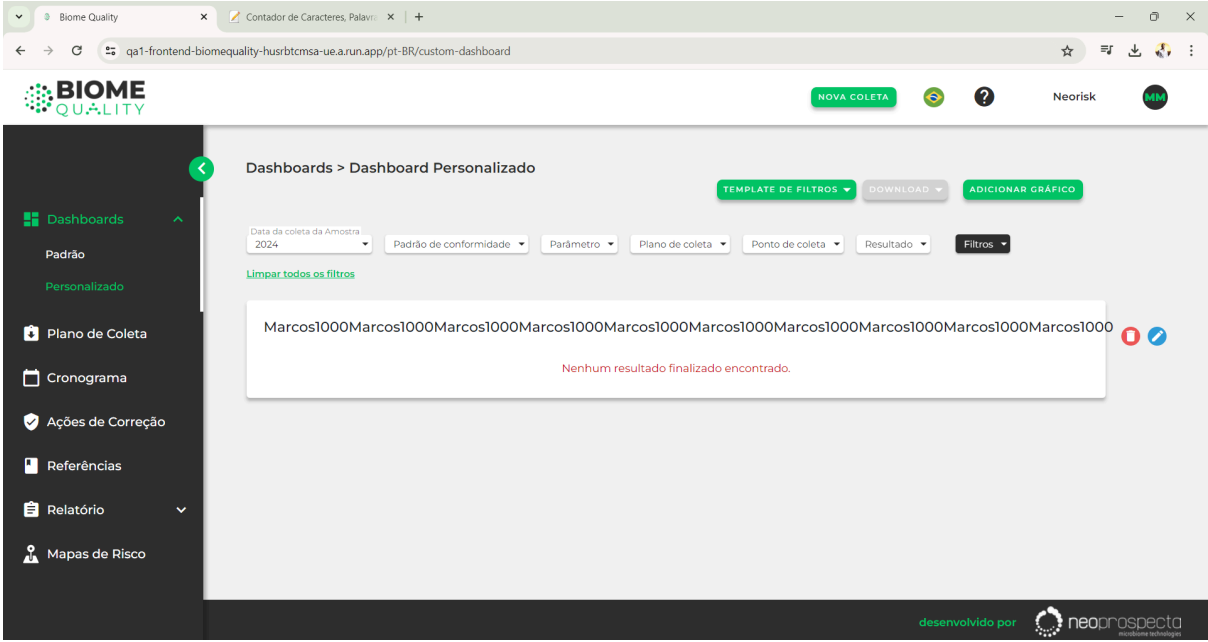 Biome Quality
Contador de Caracteres, Palavra
qa1-frontend-biomequality-husrbtcmsa-ue.a.run.app/pt-BR/custom-dashboard
BIOME
QUALITY
NOVA COLETA
Neorisk
MM
Dashboards > Dashboard Personalizado
TEMPLATE DE FILTROS
DOWNLOAD
ADICIONAR GRÁFICO
Dashboards
Padrão
Personalizado
Plano de Coleta
Cronograma
Ações de Correção
Referências
Relatório
Mapas de Risco
Data da coleta da Amostra
2024
Padrão de conformidade
Parâmetro
Plano de coleta
Ponto de coleta
Resultado
Filtros
Limpar todos os filtros
Marcos1000Marcos1000Marcos1000Marcos1000Marcos1000Marcos1000Marcos1000Marcos1000Marcos1000Marcos1000
Nenhum resultado finalizado encontrado.
desenvolvido por
neoprospecta
microbiome technologies